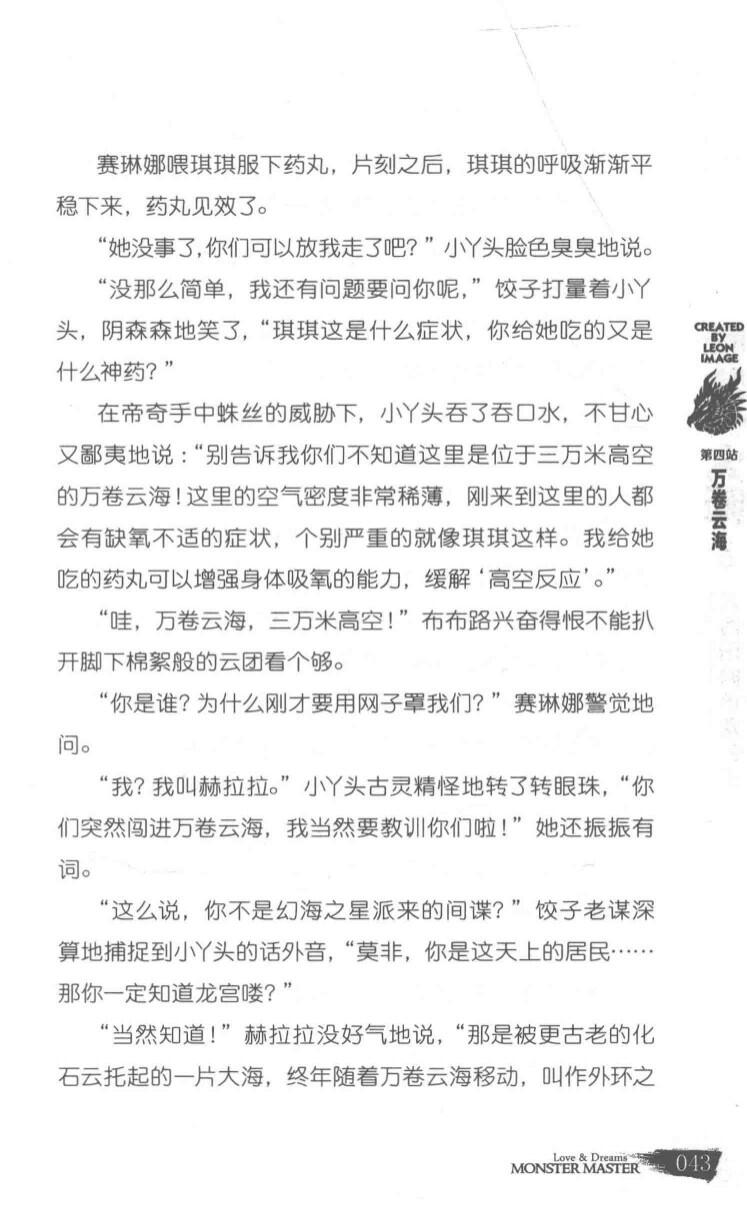 赛琳娜喂琪琪服下药丸，片刻之后，琪琪的呼吸渐渐平
稳下来，药丸见效了。
“她没事了，你们可以放我走了吧？”小丫头脸色臭臭地说。
“没那么简单，我还有问题要问你呢，”饺子打量着小丫
头，阴森森地笑了，“琪琪这是什么症状，你给她吃的又是
什么神药？”
在帝奇手中蛛丝的威胁下，小丫头吞了吞口水，不甘心
又鄙夷地说：“别告诉我你们不知道这里是位于三万米高空
的万卷云海！这里的空气密度非常稀薄，刚来到这里的人都
会有缺氧不适的症状，个别严重的就像琪琪这样。我给她
吃的药丸可以增强身体吸氧的能力，缓解‘高空反应’。”
“哇，万卷云海，三万米高空！”布布路兴奋得恨不能扒
开脚下棉絮般的云团看个够。
“你是谁？为什么刚才要用网子罩我们？”赛琳娜警觉地
问。
“我？我叫赫拉拉。”小丫头古灵精怪地转了转眼珠，“你
们突然闯进万卷云海，我当然要教训你们啦！”她还振振有
词。
“这么说，你不是幻海之星派来的间谍？”饺子老谋深
算地捕捉到小丫头的话外音，“莫非，你是这天上的居民……
那你一定知道龙宫喽？”
“当然知道！”赫拉拉没好气地说，“那是被更古老的化
石云托起的一片大海，终年随着万卷云海移动，叫作外环之
CREATED
BY
LEON
IMAGE
第四站
万卷云海
Love & Dreams
MONSTER MASTER
043